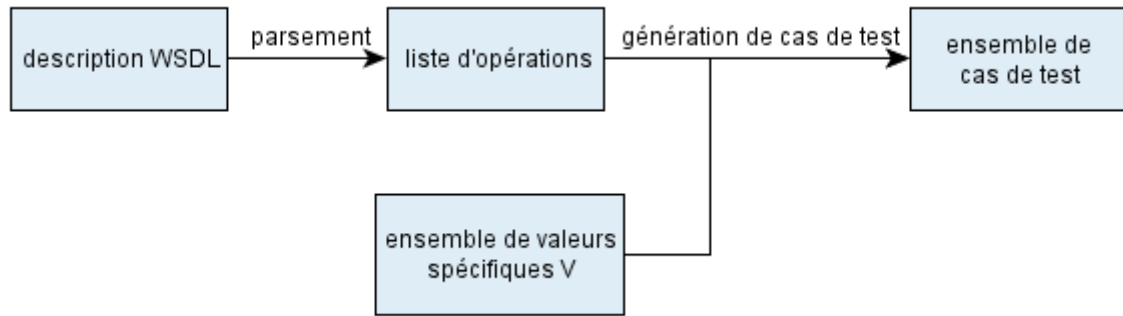 description WSDL
parsement
liste d'opérations
génération de cas de test
ensemble de
cas de test
ensemble de valeurs
spécifiques V